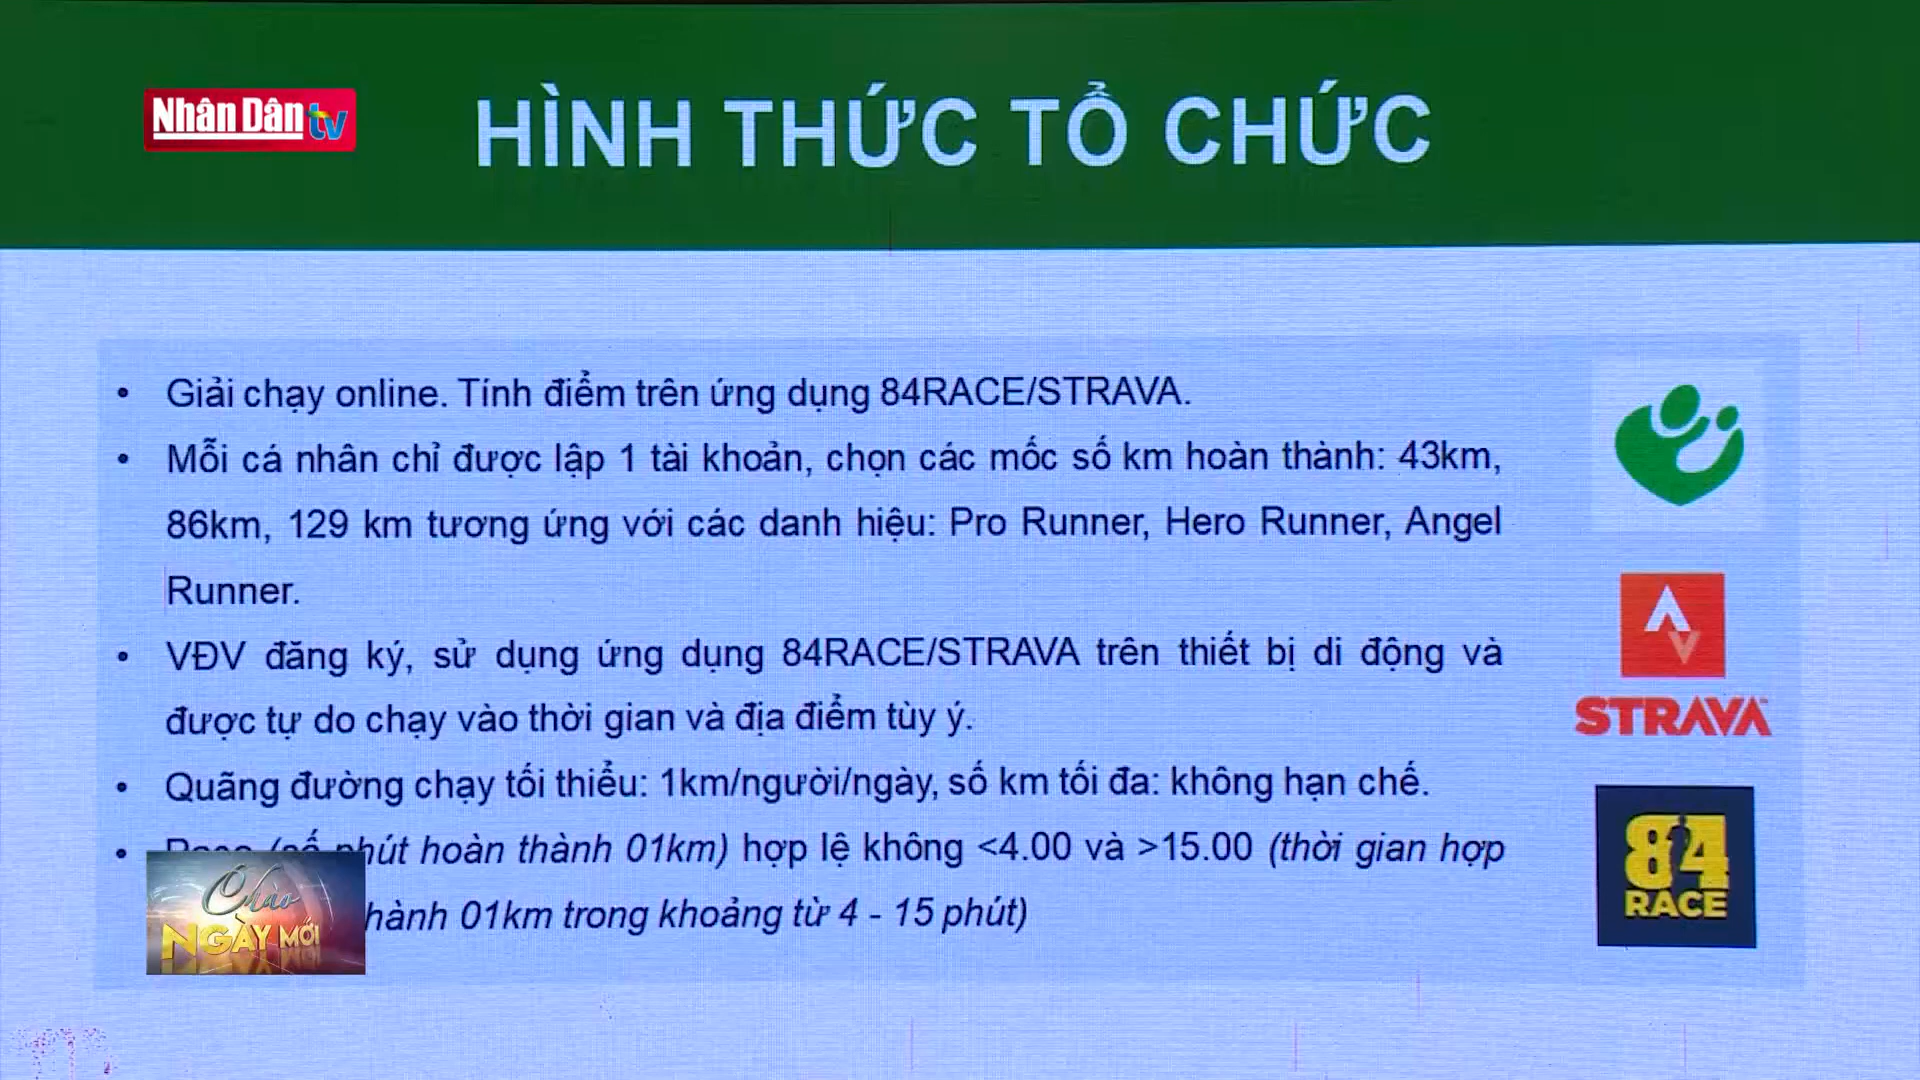 Nhân Dân tv
HÌNH THỨC TỔ CHỨC
• Giải chạy online. Tính điểm trên ứng dụng 84RACE/STRAVA.
• Mỗi cá nhân chỉ được lập 1 tài khoản, chọn các mốc số km hoàn thành: 43km,
86km, 129 km tương ứng với các danh hiệu: Pro Runner, Hero Runner, Angel
Runner.
• VĐV đăng ký, sử dụng ứng dụng 84RACE/STRAVA trên thiết bị di động và
được tự do chạy vào thời gian và địa điểm tùy ý.
• Quãng đường chạy tối thiểu: 1km/người/ngày, số km tối đa: không hạn chế.
• (số phút hoàn thành 01km) hợp lệ không <4.00 và >15.00 (thời gian hợp
hành 01km trong khoảng từ 4 - 15 phút)
STRAVA
84
RACE
Chào
NGÀY MỚI